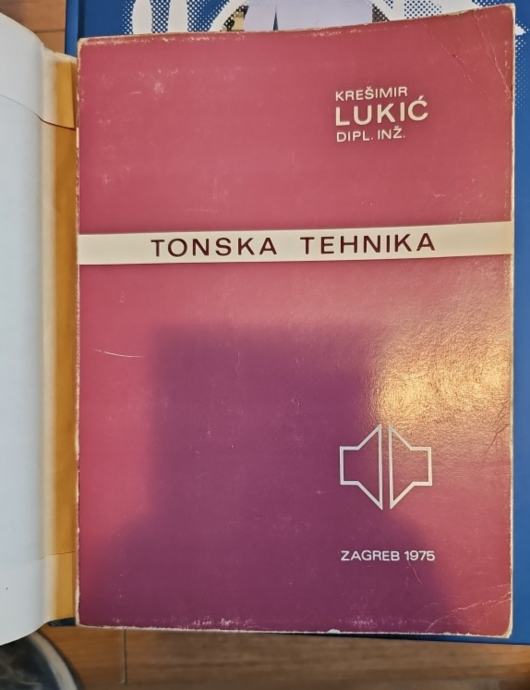 KREŠIMIR
LUKIĆ
DIPL. INŽ.
TONSKA TEHNIKA
ZAGREB 1975